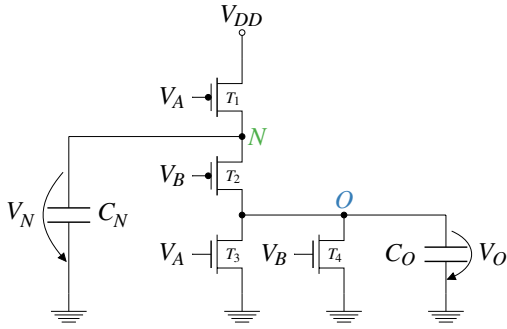 V_DD
V_A T_1
N
V_B T_2
V_N C_N
O
V_A T_3 V_B T_4 C_O V_O